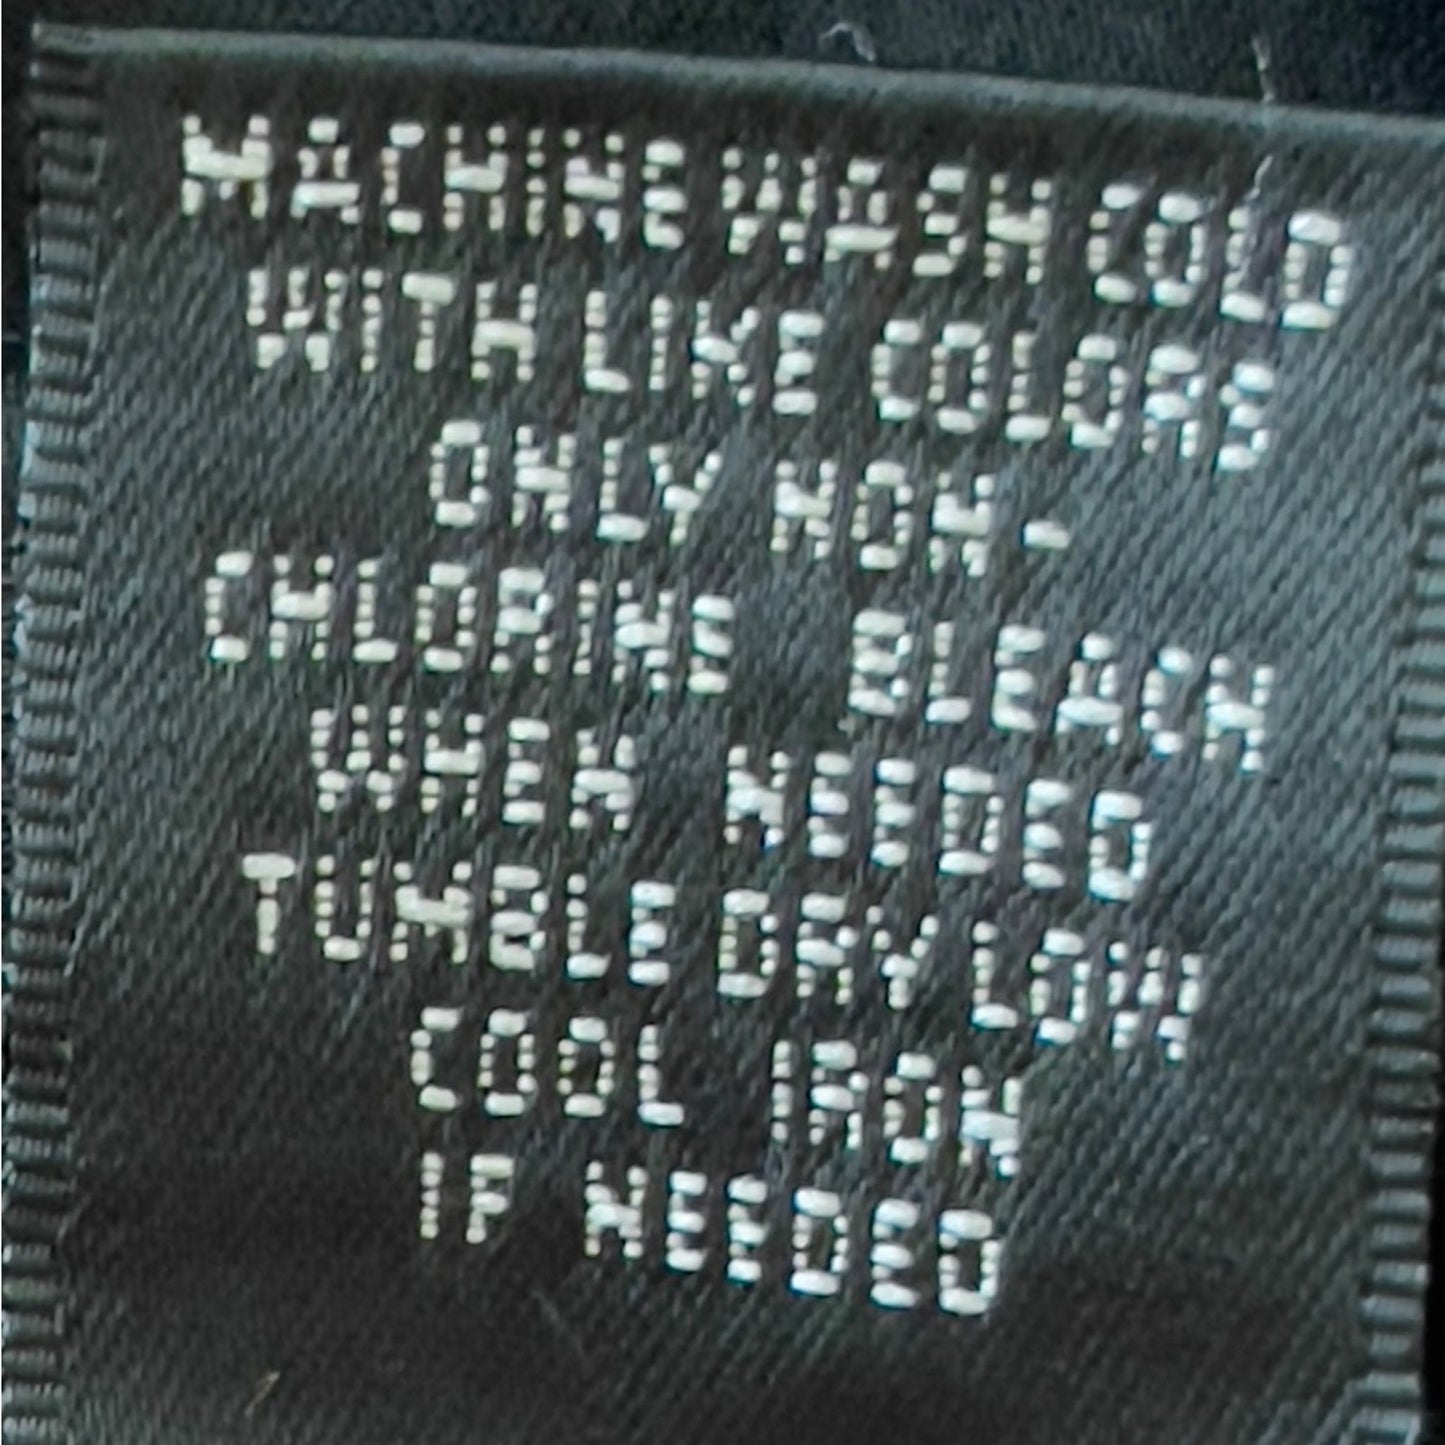 MACHINE WASH COLD
WITH LIKE COLORS
ONLY NON-
CHLORINE BLEACH
WHEN NEEDED
TUMBLE DRY LOW
COOL IRON
IF NEEDED